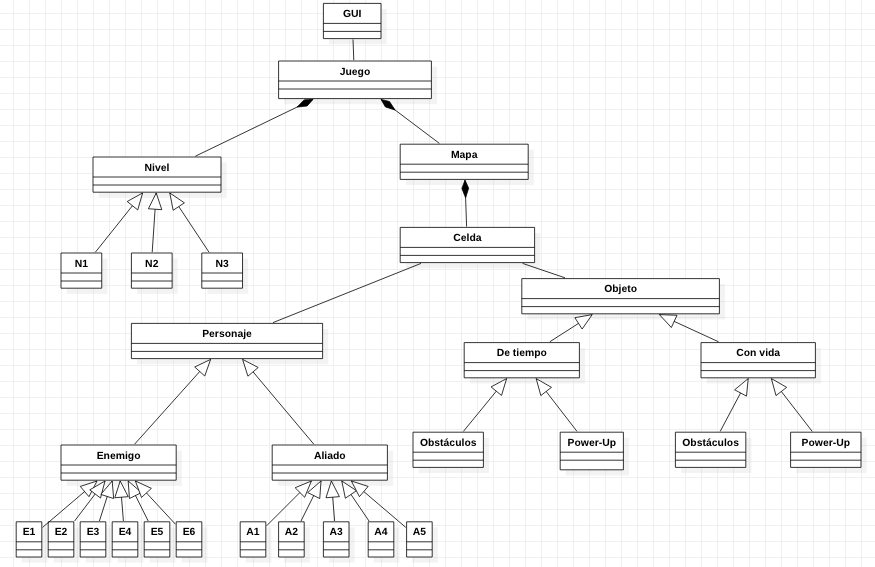 GUI
Juego
Nivel
Mapa
N1
N2
N3
Celda
Objeto
Personaje
De tiempo
Con vida
Obstáculos
Power-Up
Obstáculos
Power-Up
Enemigo
Aliado
E1
E2
E3
E4
E5
E6
A1
A2
A3
A4
A5